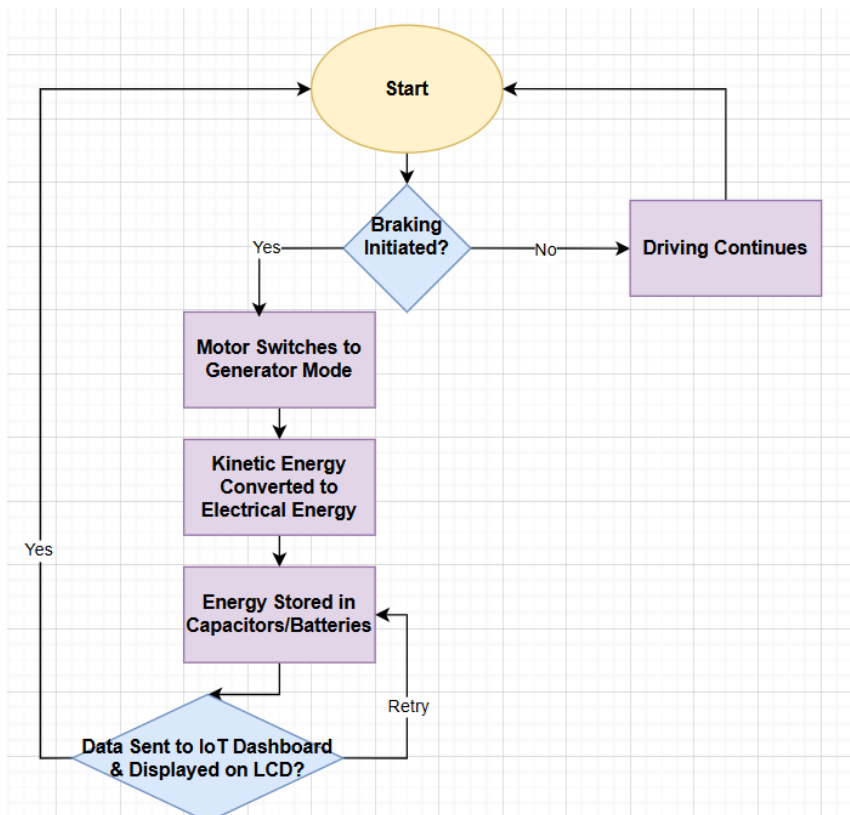 Start
Braking
Initiated?
Yes
No
Driving Continues
Motor Switches to
Generator Mode
Kinetic Energy
Converted to
Electrical Energy
Yes
Energy Stored in
Capacitors/Batteries
Retry
Data Sent to IoT Dashboard
& Displayed on LCD?